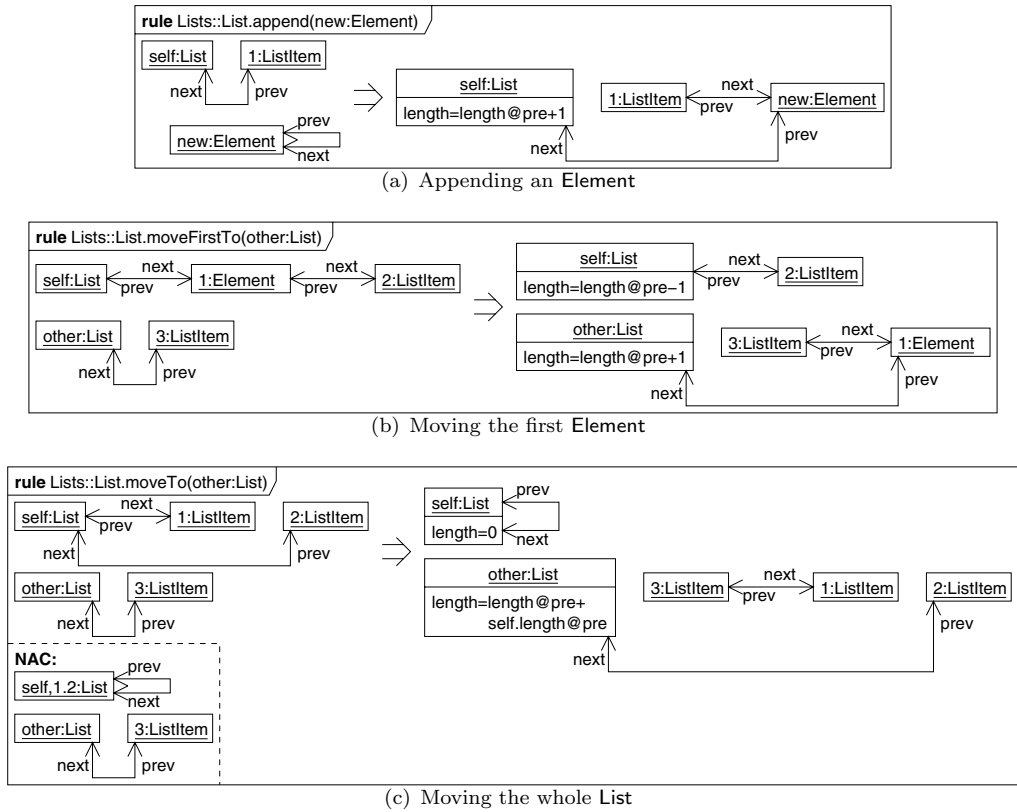 rule Lists::List.append(new:Element)
self:List 1:ListItem
next prev
new:Element
prev
next
self:List
length=length@pre+1
next
1:ListItem
next
prev
new:Element
prev
(a) Appending an Element
rule Lists::List.moveFirstTo(other:List)
self:List
next
prev
1:Element
next
prev
2:ListItem
other:List 3:ListItem
next prev
self:List
length=length@pre−1
next
prev
2:ListItem
other:List
length=length@pre+1
next
3:ListItem
next
prev
1:Element
prev
(b) Moving the first Element
rule Lists::List.moveTo(other:List)
self:List
next
prev
1:ListItem
2:ListItem
next prev
other:List 3:ListItem
next prev
NAC:
self,1.2:List
prev
next
other:List 3:ListItem
next prev
self:List
length=0
prev
next
other:List
length=length@pre+
self.length@pre
next
3:ListItem
next
prev
1:ListItem
2:ListItem
prev
(c) Moving the whole List